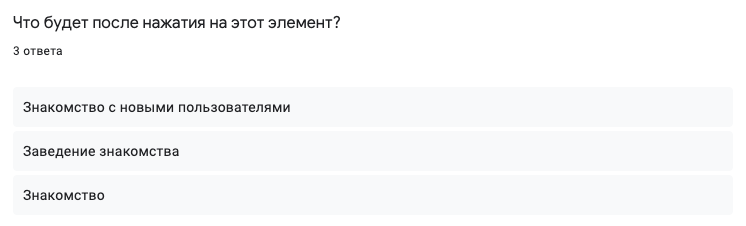 Что будет после нажатия на этот элемент?
3 ответа
Знакомство с новыми пользователями
Заведение знакомства
Знакомство